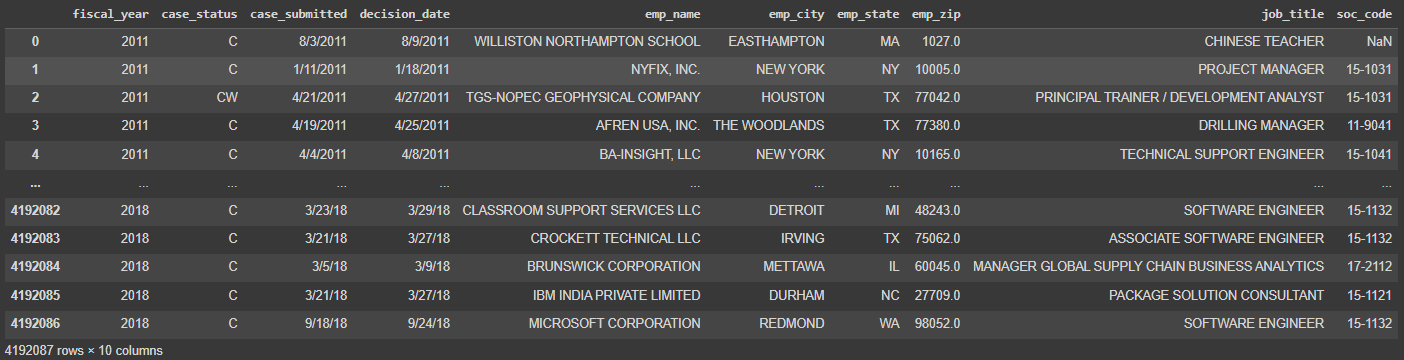 fiscal_year case_status case_submitted decision_date emp_name emp_city emp_state emp_zip job_title soc_code
0 2011 C 8/3/2011 8/9/2011 WILLISTON NORTHAMPTON SCHOOL EASTHAMPTON MA 1027.0 CHINESE TEACHER NaN
1 2011 C 1/11/2011 1/18/2011 NYFIX, INC. NEW YORK NY 10005.0 PROJECT MANAGER 15-1031
2 2011 CW 4/21/2011 4/27/2011 TGS-NOPEC GEOPHYSICAL COMPANY HOUSTON TX 77042.0 PRINCIPAL TRAINER / DEVELOPMENT ANALYST 15-1031
3 2011 C 4/19/2011 4/25/2011 AFREN USA, INC. THE WOODLANDS TX 77380.0 DRILLING MANAGER 11-9041
4 2011 C 4/4/2011 4/8/2011 BA-INSIGHT, LLC NEW YORK NY 10165.0 TECHNICAL SUPPORT ENGINEER 15-1041
... ... ... ... ... ... ... ... ... ... ...
4192082 2018 C 3/23/18 3/29/18 CLASSROOM SUPPORT SERVICES LLC DETROIT MI 48243.0 SOFTWARE ENGINEER 15-1132
4192083 2018 C 3/21/18 3/27/18 CROCKETT TECHNICAL LLC IRVING TX 75062.0 ASSOCIATE SOFTWARE ENGINEER 15-1132
4192084 2018 C 3/5/18 3/9/18 BRUNSWICK CORPORATION METTAWA IL 60045.0 MANAGER GLOBAL SUPPLY CHAIN BUSINESS ANALYTICS 17-2112
4192085 2018 C 3/21/18 3/27/18 IBM INDIA PRIVATE LIMITED DURHAM NC 27709.0 PACKAGE SOLUTION CONSULTANT 15-1121
4192086 2018 C 9/18/18 9/24/18 MICROSOFT CORPORATION REDMOND WA 98052.0 SOFTWARE ENGINEER 15-1132
4192087 rows × 10 columns